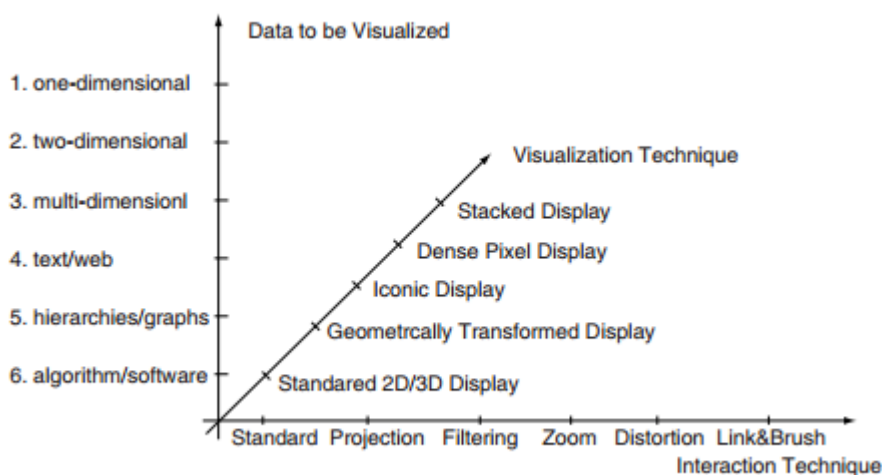 Data to be Visualized
1. one-dimensional
2. two-dimensional
Visualization Technique
3. multi-dimensionl
Stacked Display
Dense Pixel Display
4. text/web
Iconic Display
5. hierarchies/graphs
Geometrcally Transformed Display
6. algorithm/software
Standared 2D/3D Display
Standard Projection Filtering Zoom Distortion Link&Brush
Interaction Technique